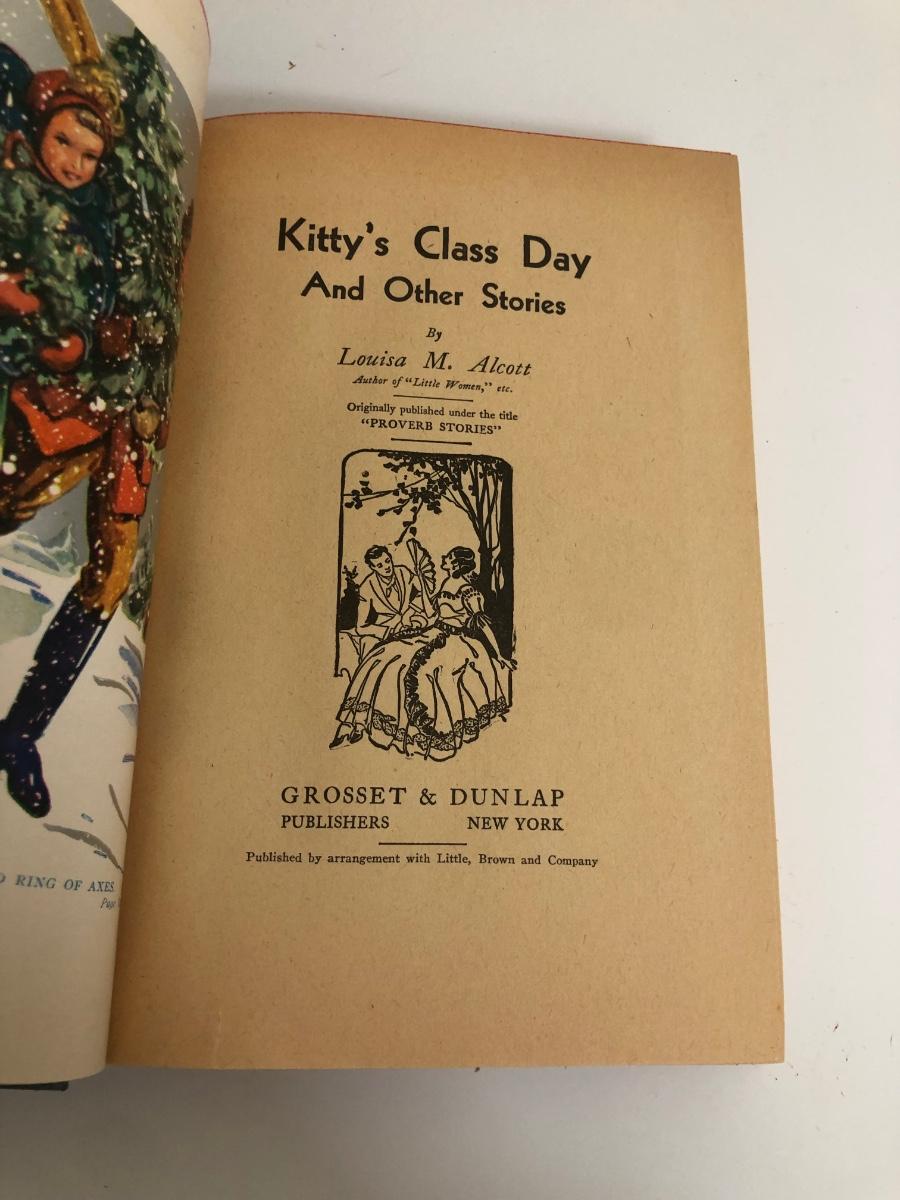 Kitty's Class Day
And Other Stories
By
Louisa M. Alcott
Author of "Little Women," etc.
Originally published under the title
"PROVERB STORIES"
GROSSET & DUNLAP
PUBLISHERS NEW YORK
Published by arrangement with Little, Brown and Company
RING OF AXES.